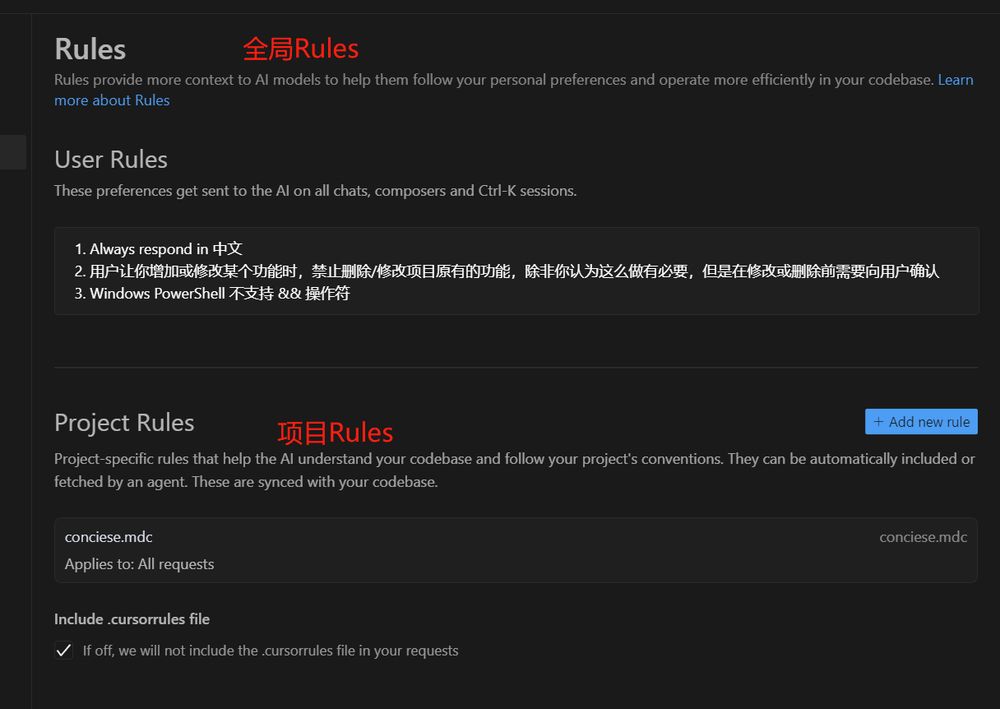 Rules 全局Rules
Rules provide more context to AI models to help them follow your personal preferences and operate more efficiently in your codebase. Learn
more about Rules
User Rules
These preferences get sent to the AI on all chats, composers and Ctrl-K sessions.
1. Always respond in 中文
2. 用户让你增加或修改某个功能时，禁止删除/修改项目原有的功能，除非你认为这么做有必要，但是在修改或删除前需要向用户确认
3. Windows PowerShell 不支持 && 操作符
Project Rules 项目Rules + Add new rule
Project-specific rules that help the AI understand your codebase and follow your project's conventions. They can be automatically included or
fetched by an agent. These are synced with your codebase.
conciese.mdc conciese.mdc
Applies to: All requests
Include .cursorrules file
If off, we will not include the .cursorrules file in your requests